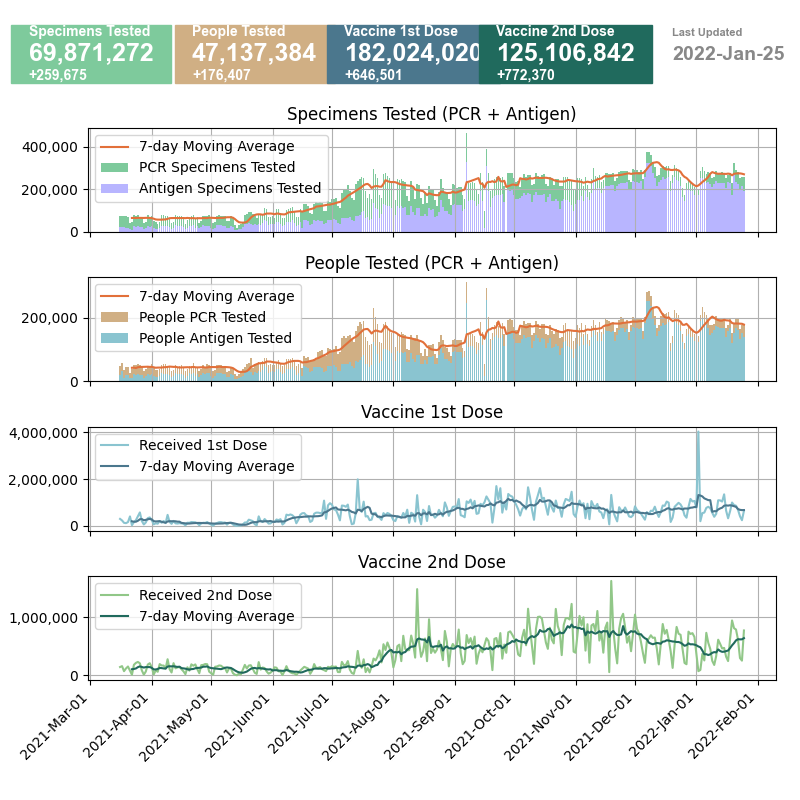 Specimens Tested
69,871,272
+259,675
People Tested
47,137,384
+176,407
Vaccine 1st Dose
182,024,020
+646,501
Vaccine 2nd Dose
125,106,842
+772,370
Last Updated
2022-Jan-25
Specimens Tested (PCR + Antigen)
400,000
200,000
0
7-day Moving Average
PCR Specimens Tested
Antigen Specimens Tested
People Tested (PCR + Antigen)
200,000
0
7-day Moving Average
People PCR Tested
People Antigen Tested
Vaccine 1st Dose
4,000,000
2,000,000
0
Received 1st Dose
7-day Moving Average
Vaccine 2nd Dose
1,000,000
0
Received 2nd Dose
7-day Moving Average
2021-Mar-01
2021-Apr-01
2021-May-01
2021-Jun-01
2021-Jul-01
2021-Aug-01
2021-Sep-01
2021-Oct-01
2021-Nov-01
2021-Dec-01
2022-Jan-01
2022-Feb-01